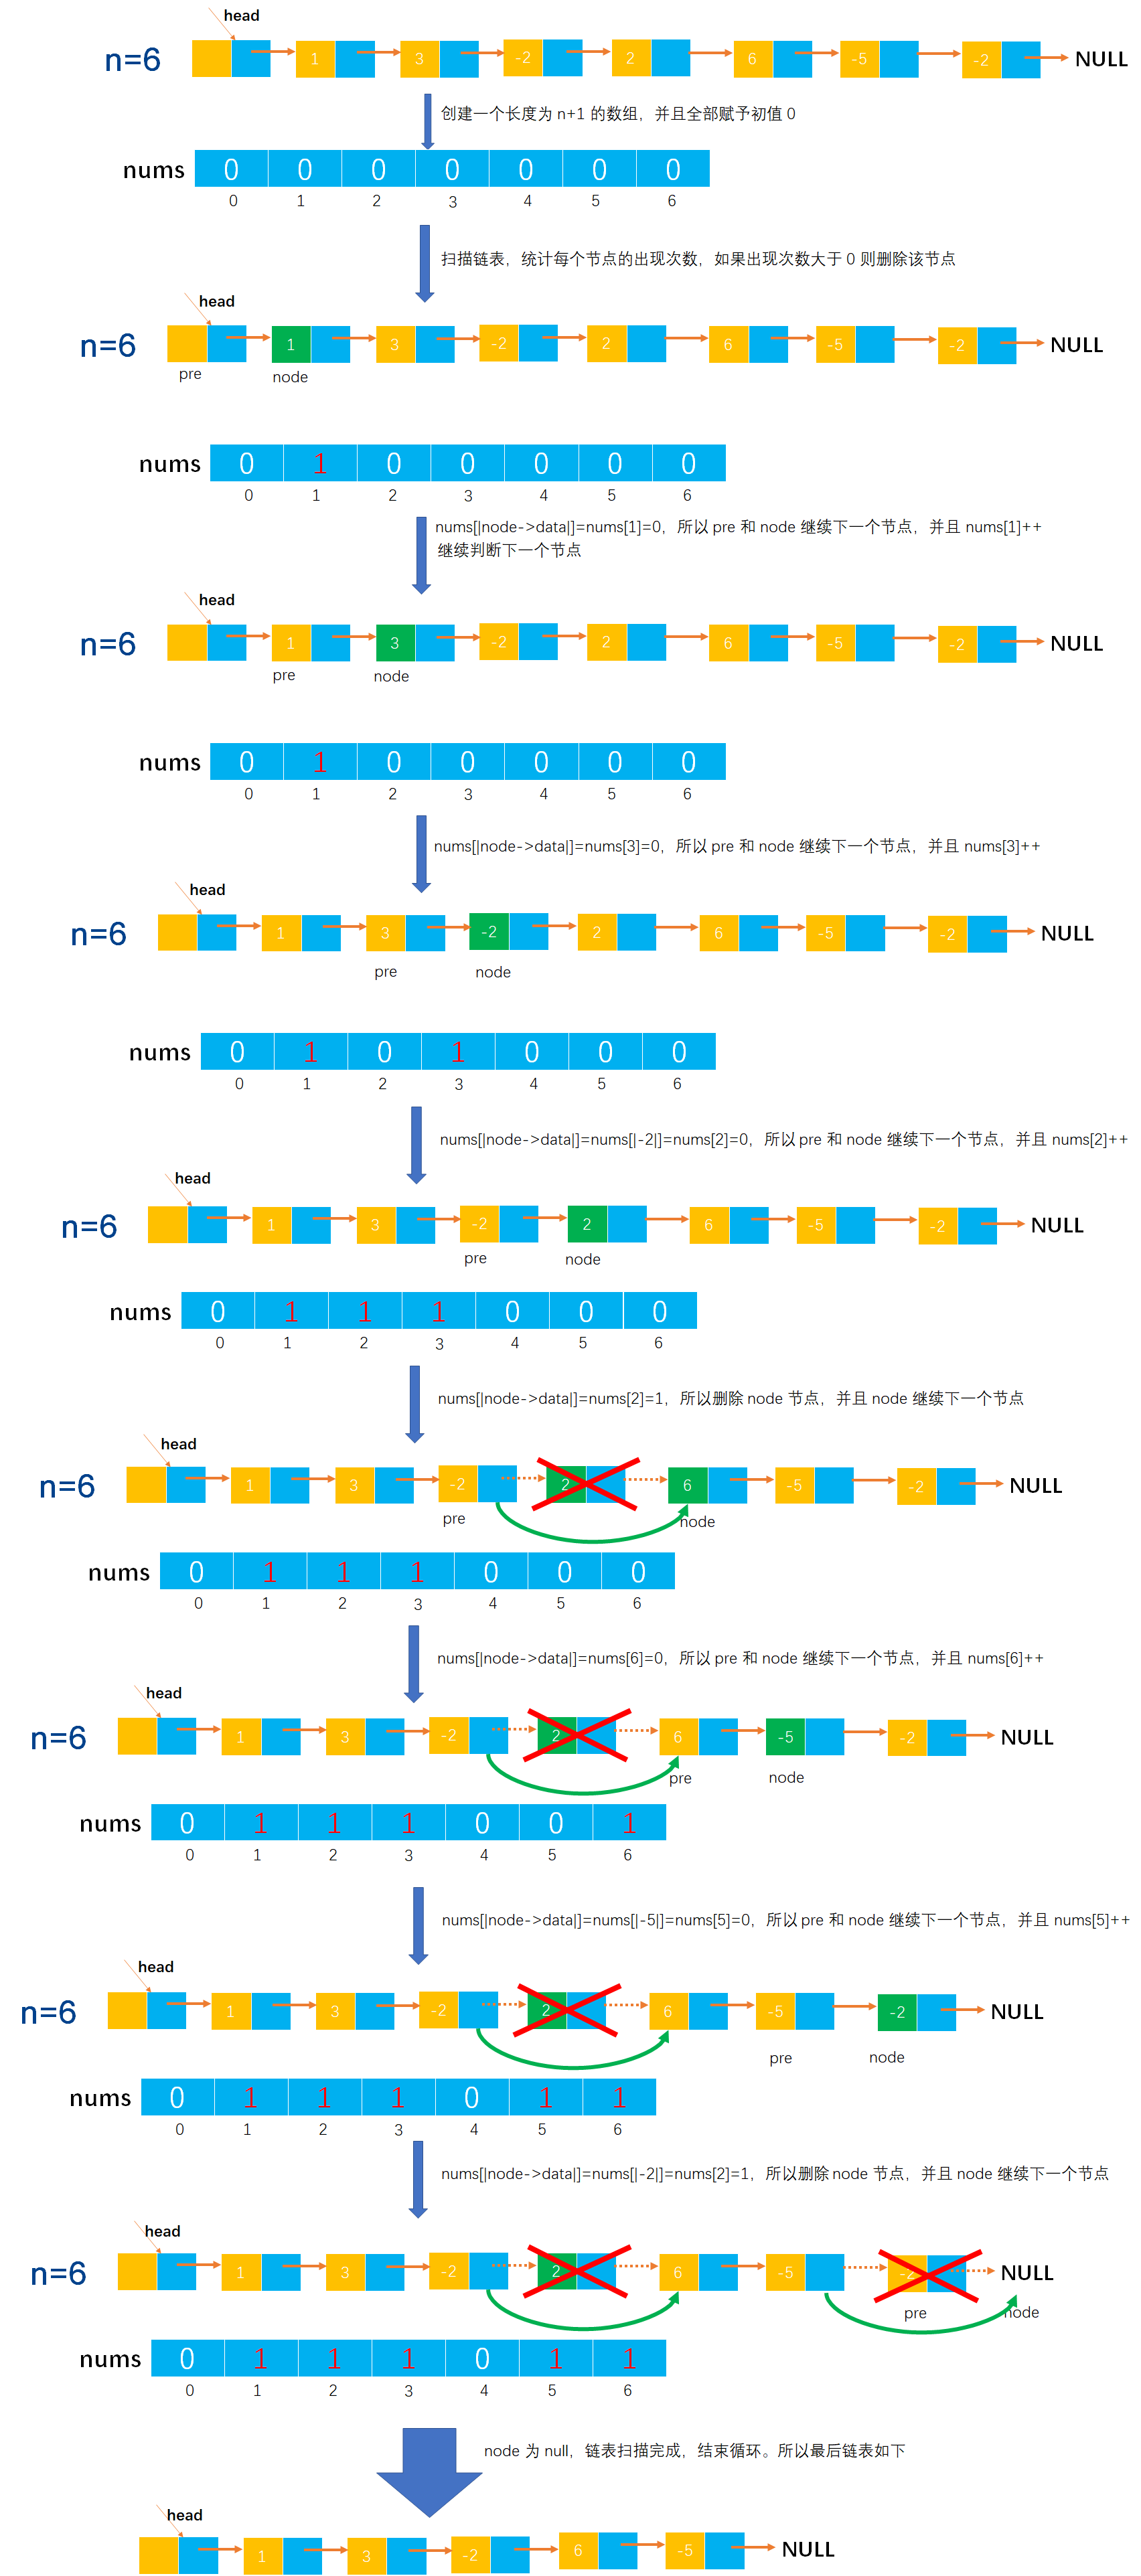 head
n=6 1 3 -2 2 6 -5 -2 NULL
创建一个长度为 n+1 的数组，并且全部赋予初值 0
nums 0 0 0 0 0 0 0
0 1 2 3 4 5 6
扫描链表，统计每个节点的出现次数，如果出现次数大于 0 则删除该节点
head
n=6 1 3 -2 2 6 -5 -2 NULL
pre node
nums 0 1 0 0 0 0 0
0 1 2 3 4 5 6
nums[|node->data|]=nums[1]=0，所以 pre 和 node 继续下一个节点，并且 nums[1]++
继续判断下一个节点
head
n=6 1 3 -2 2 6 -5 -2 NULL
pre node
nums 0 1 0 0 0 0 0
0 1 2 3 4 5 6
nums[|node->data|]=nums[3]=0，所以 pre 和 node 继续下一个节点，并且 nums[3]++
head
n=6 1 3 -2 2 6 -5 -2 NULL
pre node
nums 0 1 0 1 0 0 0
0 1 2 3 4 5 6
nums[|node->data|]=nums[|-2|]=nums[2]=0，所以 pre 和 node 继续下一个节点，并且 nums[2]++
head
n=6 1 3 -2 2 6 -5 -2 NULL
pre node
nums 0 1 1 1 0 0 0
0 1 2 3 4 5 6
nums[|node->data|]=nums[2]=1，所以删除 node 节点，并且 node 继续下一个节点
head
n=6 1 3 -2 2 6 -5 -2 NULL
pre node
nums 0 1 1 1 0 0 0
0 1 2 3 4 5 6
nums[|node->data|]=nums[6]=0，所以 pre 和 node 继续下一个节点，并且 nums[6]++
head
n=6 1 3 -2 2 6 -5 -2 NULL
pre node
nums 0 1 1 1 0 0 1
0 1 2 3 4 5 6
nums[|node->data|]=nums[|-5|]=nums[5]=0，所以 pre 和 node 继续下一个节点，并且 nums[5]++
head
n=6 1 3 -2 2 6 -5 -2 NULL
pre node
nums 0 1 1 1 0 1 1
0 1 2 3 4 5 6
nums[|node->data|]=nums[|-2|]=nums[2]=1，所以删除 node 节点，并且 node 继续下一个节点
head
n=6 1 3 -2 2 6 -5 -2 NULL
pre node
nums 0 1 1 1 0 1 1
0 1 2 3 4 5 6
node 为 null，链表扫描完成，结束循环。所以最后链表如下
head
1 3 -2 6 -5 NULL